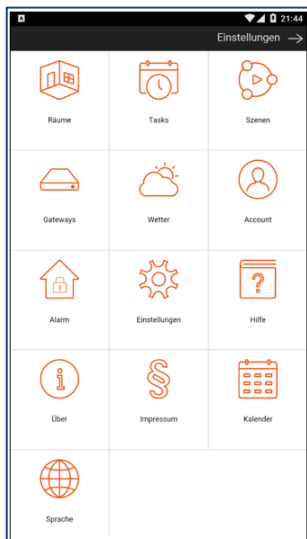 21:44
Einstellungen
Räume Tasks Szenen
Gateways Wetter Account
Alarm Einstellungen Hilfe
Über Impressum Kalender
Sprache